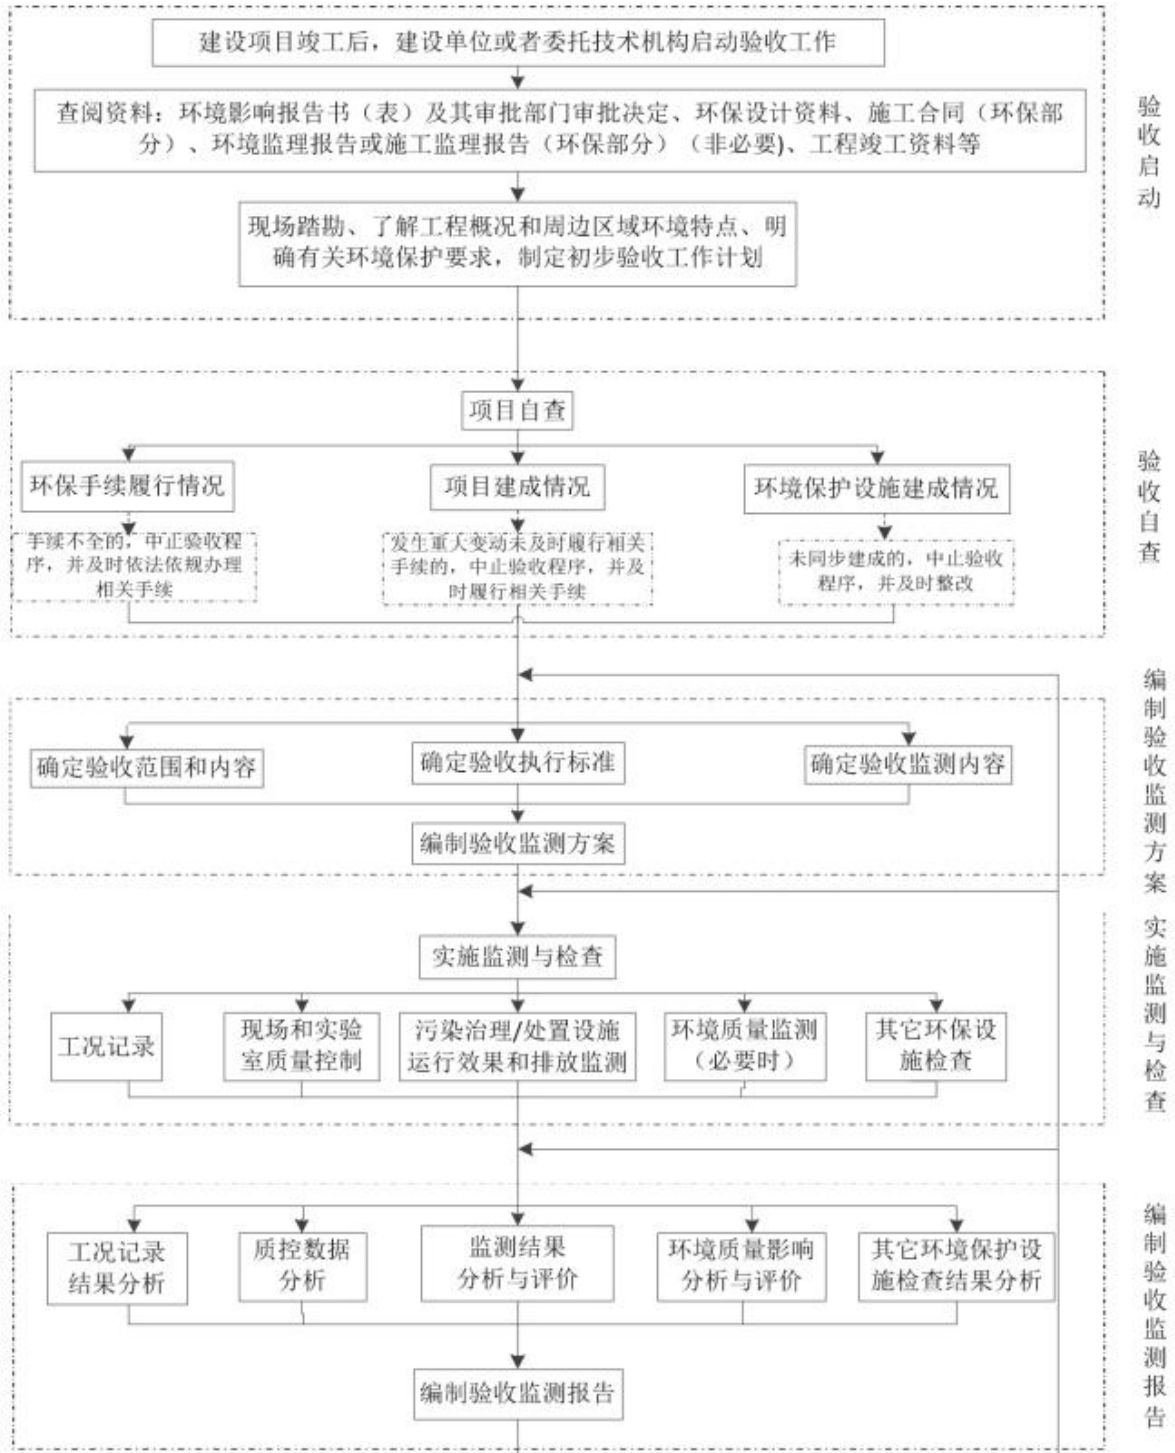 建设项目竣工后，建设单位或者委托技术机构启动验收工作
查阅资料：环境影响报告书（表）及其审批部门审批决定、环保设计资料、施工合同（环保部
分）、环境监理报告或施工监理报告（环保部分）（非必要）、工程竣工资料等
现场踏勘、了解工程概况和周边区域环境特点、明
确有关环境保护要求，制定初步验收工作计划
验收启动
项目自查
环保手续履行情况
项目建成情况
环境保护设施建成情况
手续不全的，中止验收程
序，并及时依法依规办理
相关手续
发生重大变动未及时履行相关
手续的，中止验收程序，并及
时履行相关手续
未同步建成的，中止验收
程序，并及时整改
验收自查
确定验收范围和内容
确定验收执行标准
确定验收监测内容
编制验收监测方案
编制验收监测方案
实施监测与检查
工况记录
现场和实验
室质量控制
污染治理/处置设施
运行效果和排放监测
环境质量监测
（必要时）
其它环保设
施检查
实施监测与检查
工况记录
结果分析
质控数据
分析
监测结果
分析与评价
环境质量影响
分析与评价
其它环境保护设
施检查结果分析
编制验收监测报告
编制验收监测报告